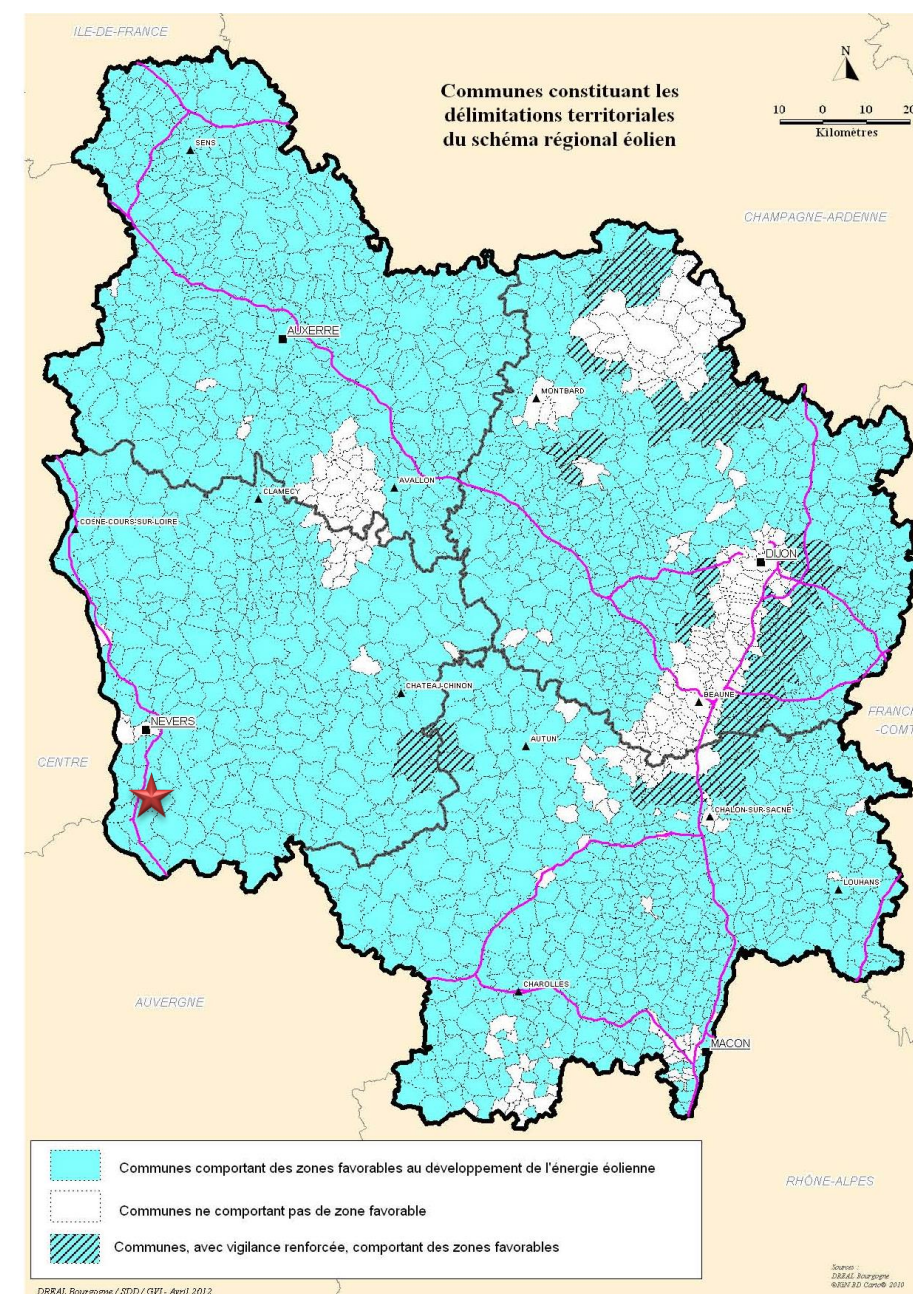 ILE-DE-FRANCE
Communes constituant les
délimitations territoriales
du schéma régional éolien
N
10 0 10 20
Kilomètres
SENS
CHAMPAGNE-ARDENNE
AUXERRE
MONTBARD
AVALLON
CLAMECY
COSNE-COURS-SUR-LOIRE
DIJON
CHATEAU-CHINON
BEAUNE
NEVERS
FRANCH
-COMT
AUTUN
CENTRE
CHALON-SUR-SAONE
LOUHANS
CHAROLLES
AUVERGNE
MACON
Communes comportant des zones favorables au développement de l'énergie éolienne
RHÔNE-ALPES
Communes ne comportant pas de zone favorable
Communes, avec vigilance renforcée, comportant des zones favorables
Sources :
DREAL Bourgogne
©IGN BD Carto® 2010
DREAL Bourgogne / SDD / GVI - Avril 2012